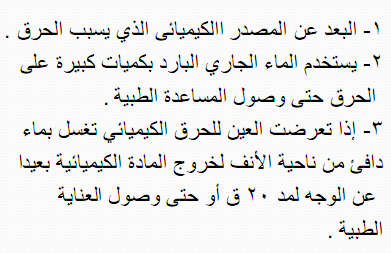 ١- البعد عن المصدر االكيميائى الذي يسبب الحرق .
٢- يستخدم الماء الجاري البارد بكميات كبيرة على
الحرق حتى وصول المساعدة الطبية .
٣- إذا تعرضت العين للحرق الكيميائي تغسل بماء
دافئ من ناحية الأنف لخروج المادة الكيميائية بعيدا
عن الوجه لمد ٢٠ ق أو حتى وصول العناية
الطبية .